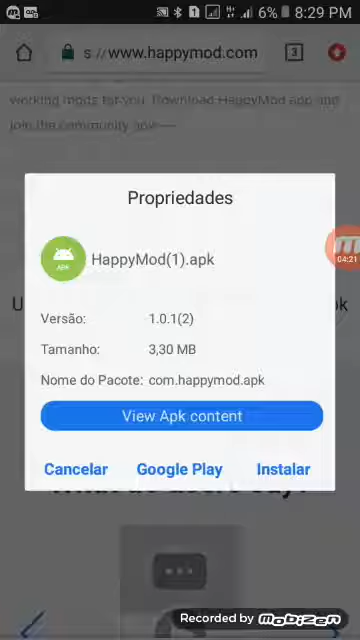 6% 8:29 PM
s://www.happymod.com 3
working mods for you. Download HappyMod app and
join the community now
Propriedades
HappyMod(1).apk
APK
04:21
Versão: 1.0.1(2)
Tamanho: 3,30 MB
Nome do Pacote: com.happymod.apk
View Apk content
Cancelar Google Play Instalar
Recorded by mobizen